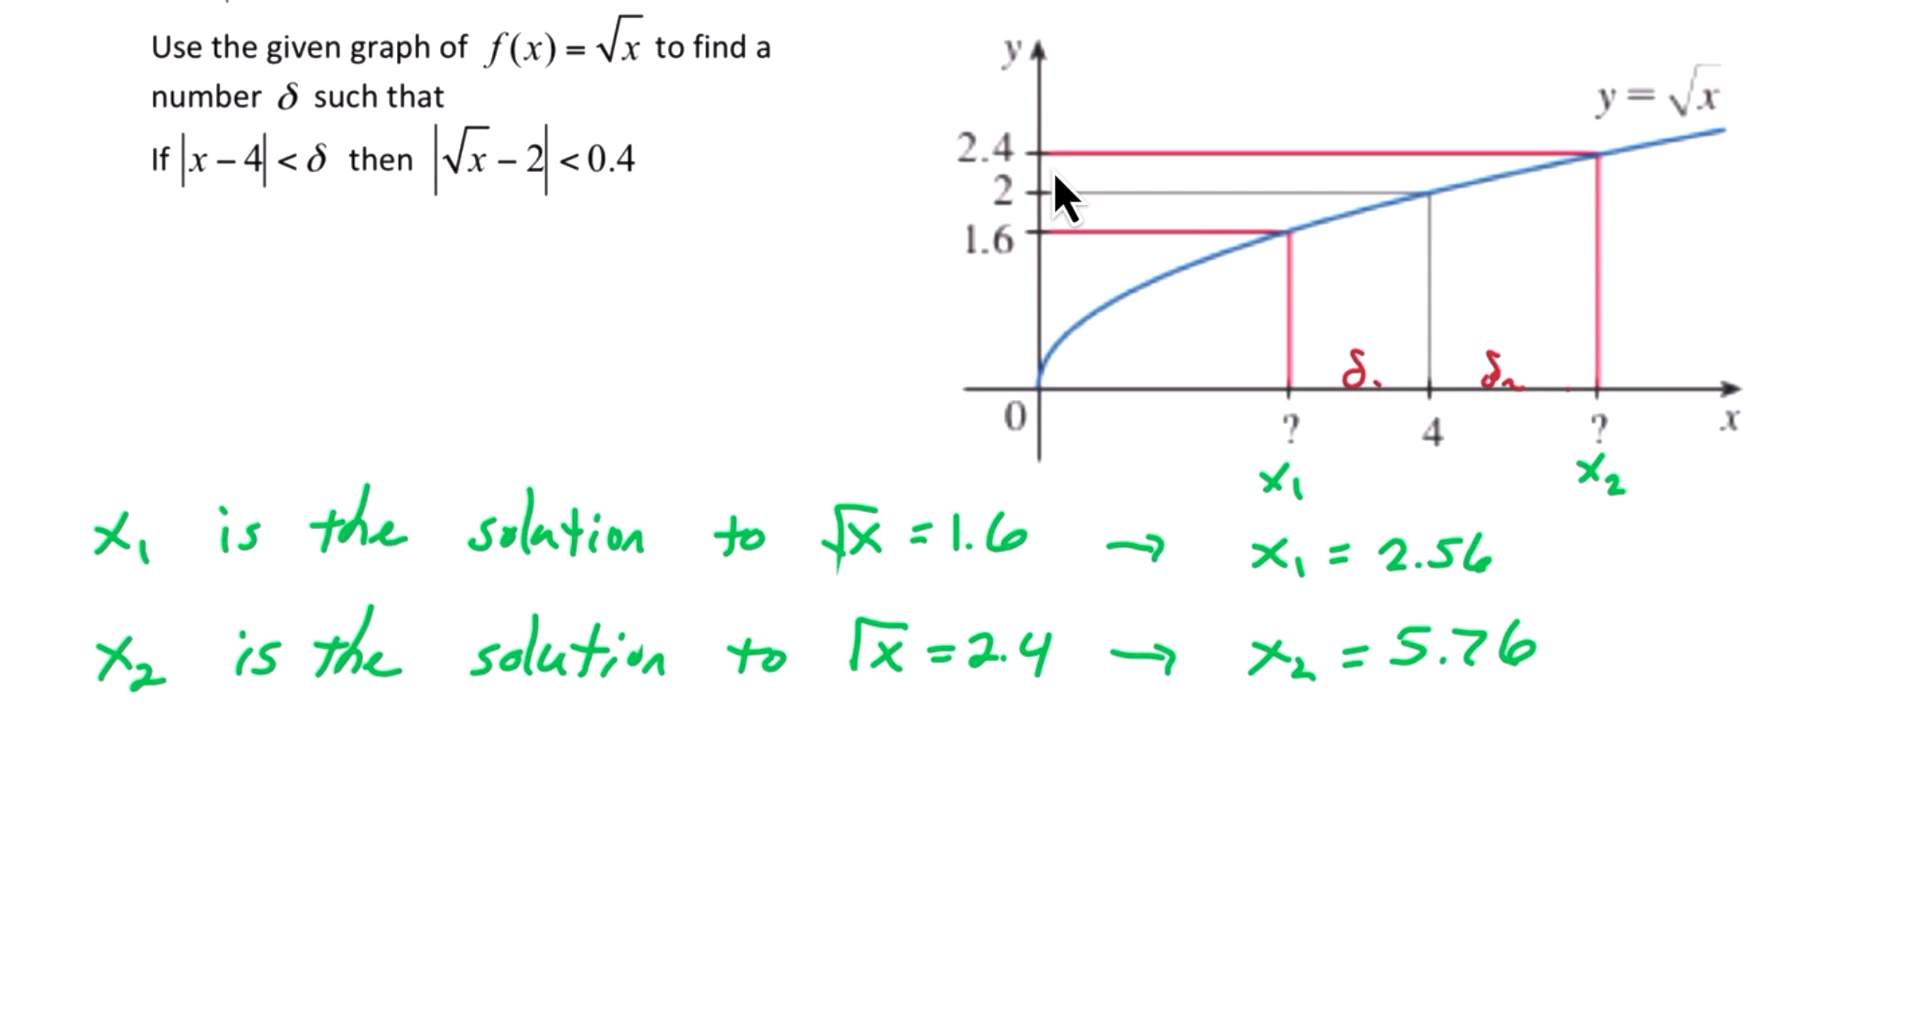 Use the given graph of f(x) = √x to find a
number δ such that
If |x − 4| < δ then |√x − 2| < 0.4
y
y = √x
2.4
2
1.6
δ₁ δ₂
0 ? 4 ? x
x₁ x₂
x₁ is the solution to √x = 1.6 → x₁ = 2.56
x₂ is the solution to √x = 2.4 → x₂ = 5.76